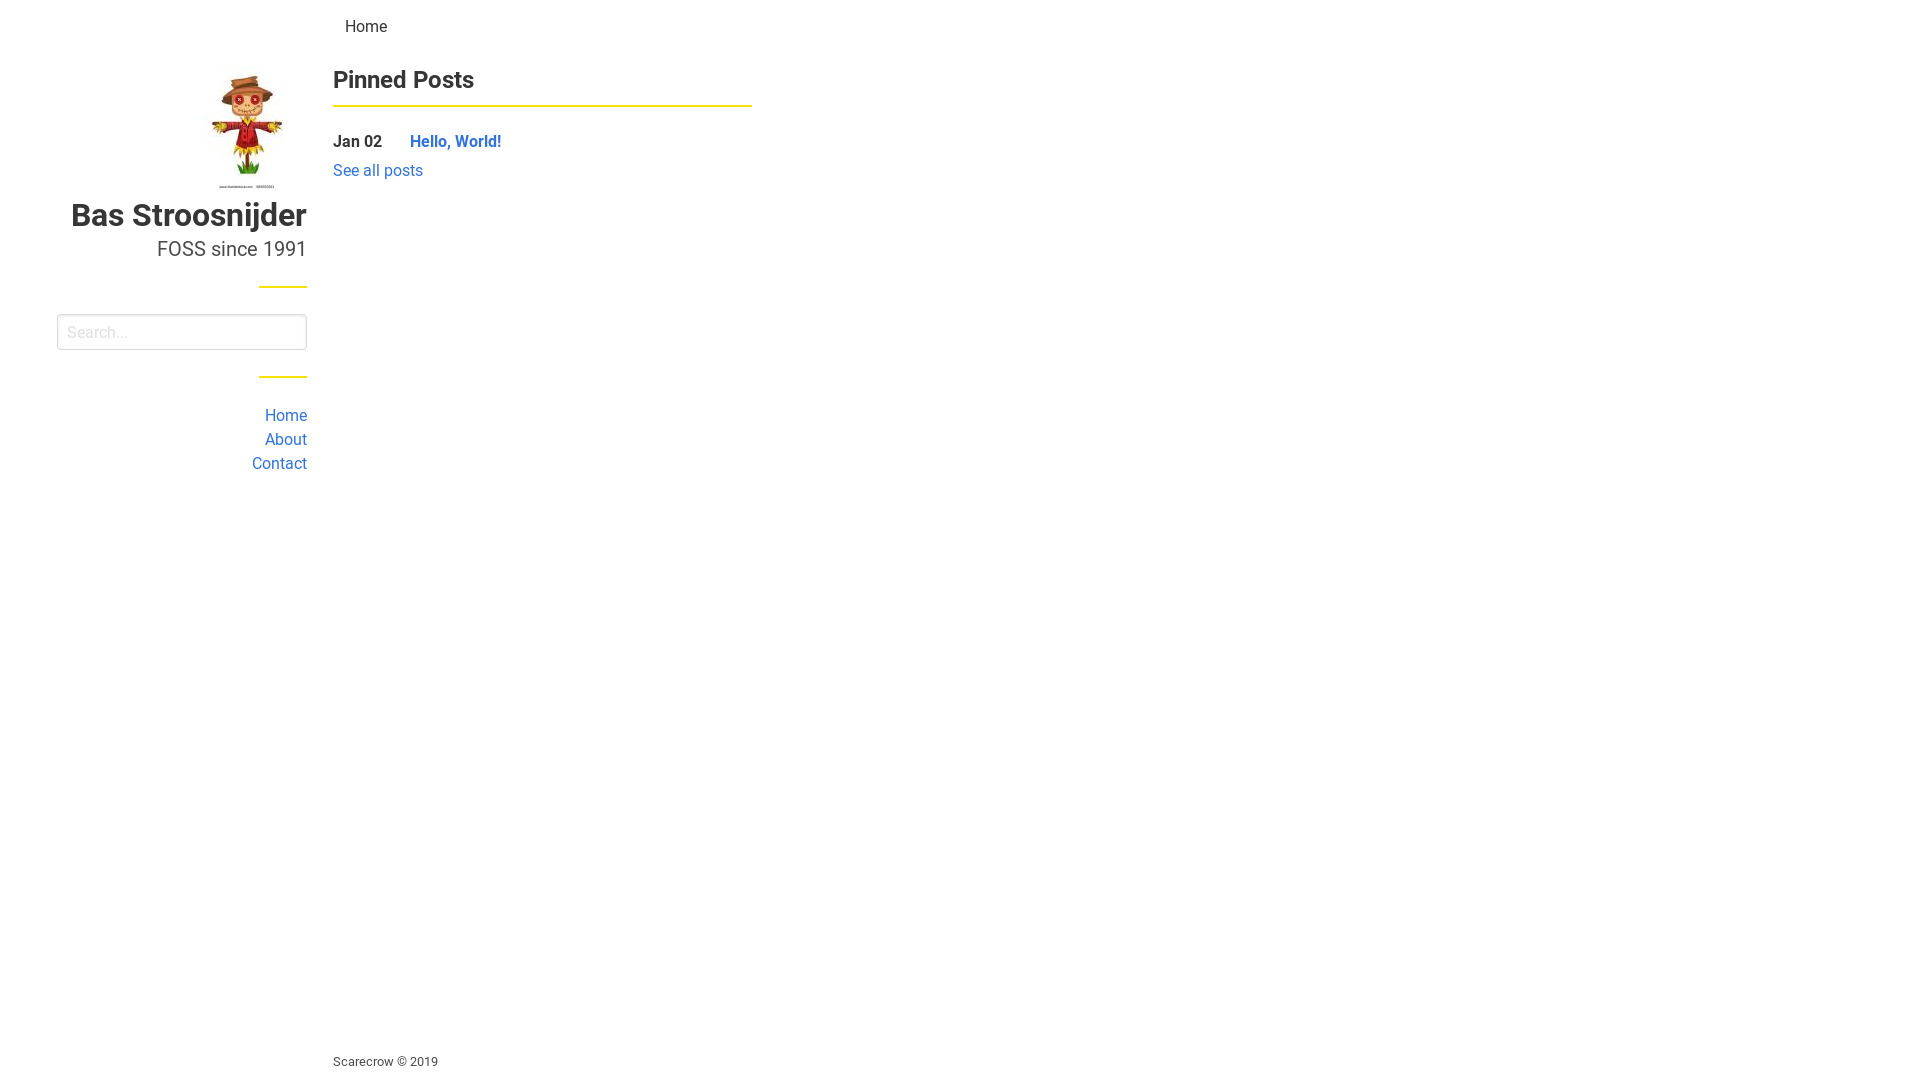 Home
Bas Stroosnijder
FOSS since 1991
Search...
Home
About
Contact
Pinned Posts
Jan 02 Hello, World!
See all posts
Scarecrow © 2019